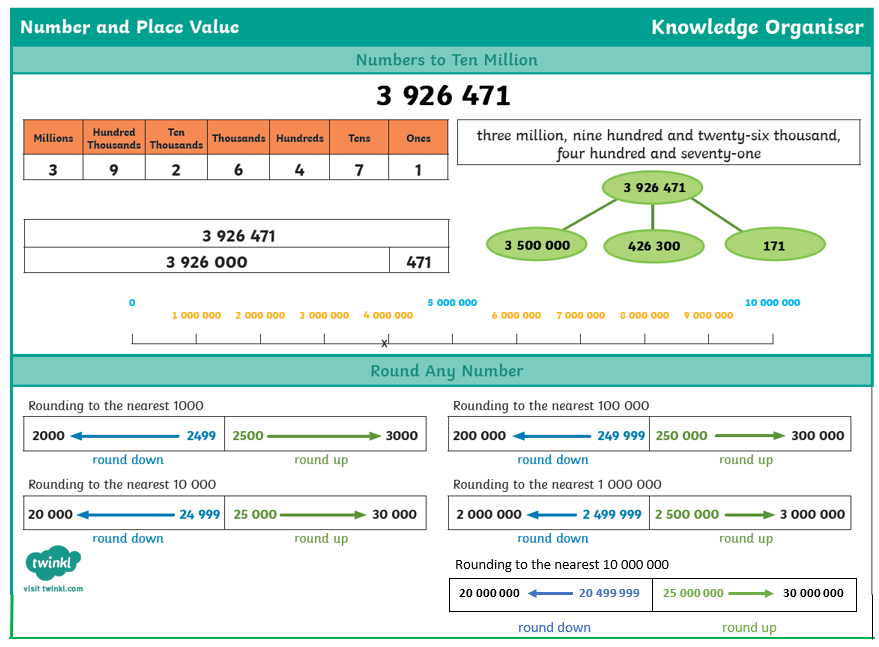 Number and Place Value
Knowledge Organiser
Numbers to Ten Million
3 926 471
Millions Hundred Thousands Ten Thousands Thousands Hundreds Tens Ones
3 9 2 6 4 7 1
three million, nine hundred and twenty-six thousand,
four hundred and seventy-one
3 926 471
3 500 000 426 300 171
3 926 471
3 926 000 471
0 5 000 000 10 000 000
1 000 000 2 000 000 3 000 000 4 000 000 6 000 000 7 000 000 8 000 000 9 000 000
x
Round Any Number
Rounding to the nearest 1000
2000 2499 2500 3000
round down round up
Rounding to the nearest 100 000
200 000 249 999 250 000 300 000
round down round up
Rounding to the nearest 10 000
20 000 24 999 25 000 30 000
round down round up
Rounding to the nearest 1 000 000
2 000 000 2 499 999 2 500 000 3 000 000
round down round up
Rounding to the nearest 10 000 000
20 000 000 20 499 999 25 000 000 30 000 000
round down round up
twinkl
visit twinkl.com